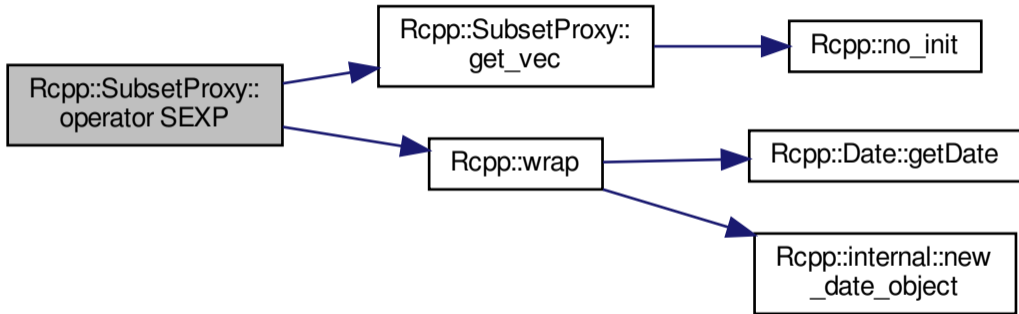 Rcpp::SubsetProxy::
operator SEXP
Rcpp::SubsetProxy::
get_vec
Rcpp::no_init
Rcpp::wrap
Rcpp::Date::getDate
Rcpp::internal::new
_date_object